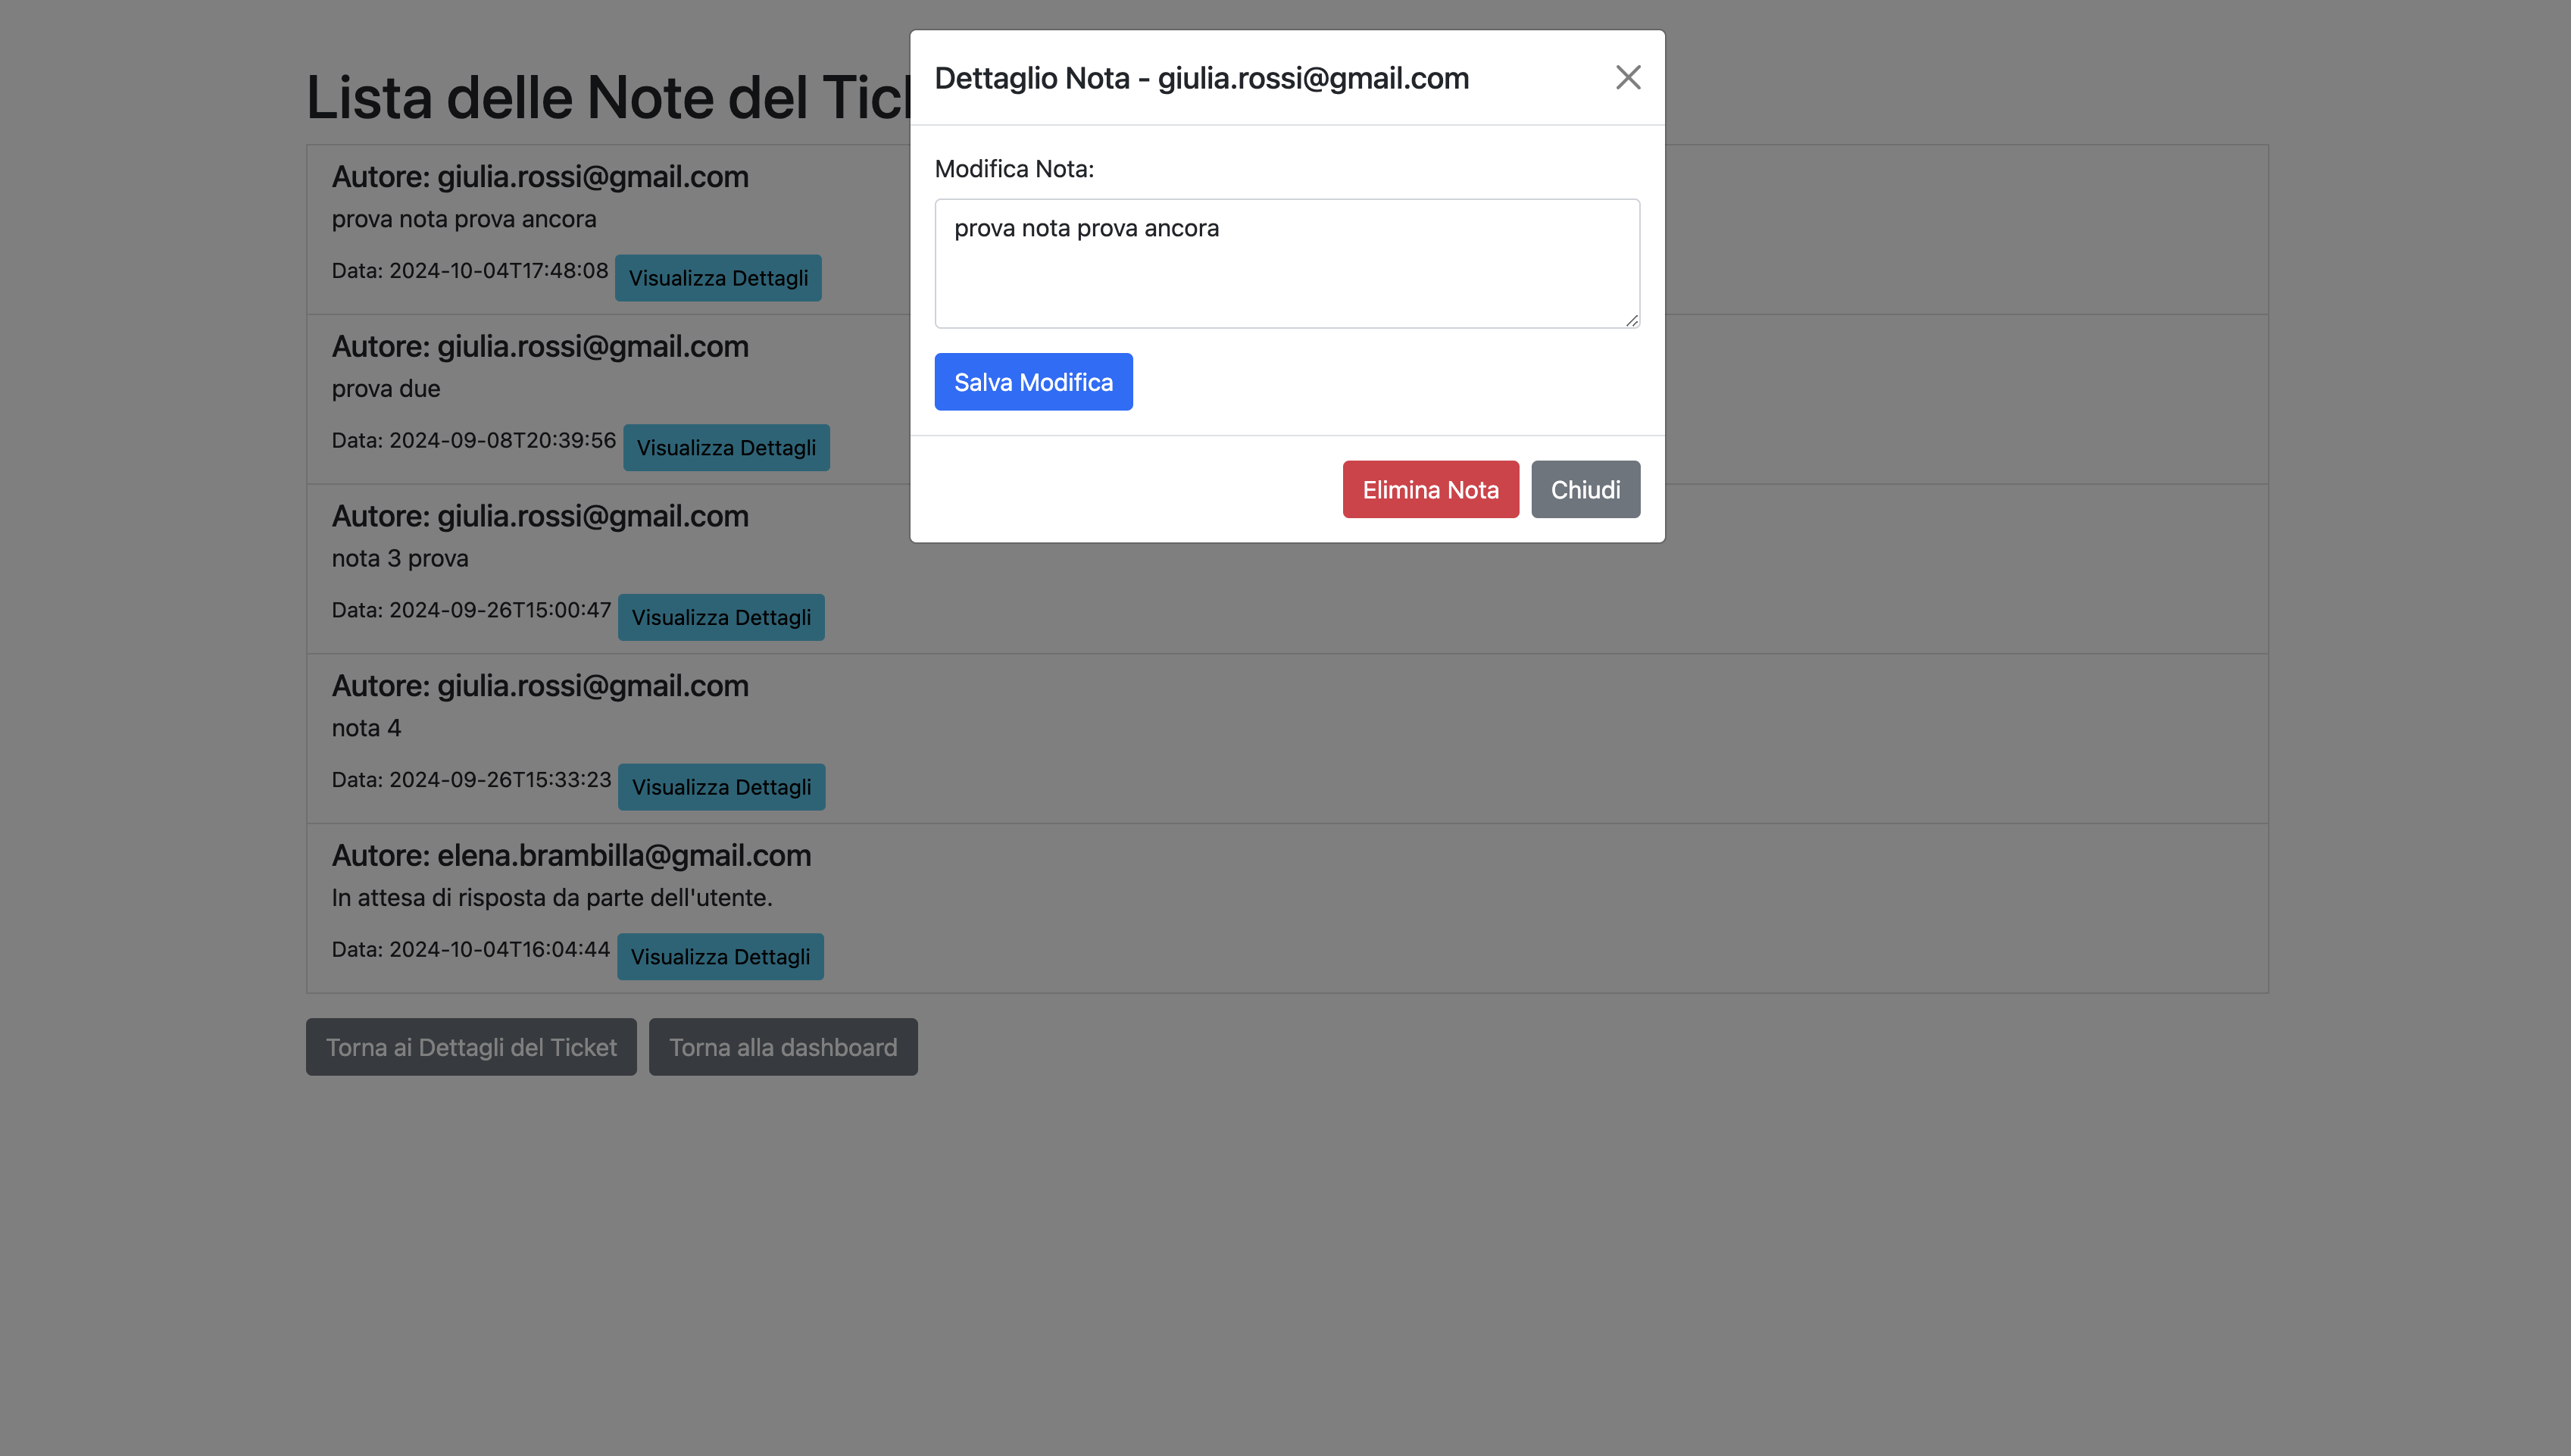 Lista delle Note del
Autore: giulia.rossi@gmail.com
prova nota prova ancora
Data: 2024-10-04T17:48:08 Visualizza Dettagli
Autore: giulia.rossi@gmail.com
prova due
Data: 2024-09-08T20:39:56 Visualizza Dettagli
Autore: giulia.rossi@gmail.com
nota 3 prova
Data: 2024-09-26T15:00:47 Visualizza Dettagli
Autore: giulia.rossi@gmail.com
nota 4
Data: 2024-09-26T15:33:23 Visualizza Dettagli
Autore: elena.brambilla@gmail.com
In attesa di risposta da parte dell'utente.
Data: 2024-10-04T16:04:44 Visualizza Dettagli
Torna ai Dettagli del Ticket Torna alla dashboard
Dettaglio Nota - giulia.rossi@gmail.com
Modifica Nota:
prova nota prova ancora
Salva Modifica
Elimina Nota Chiudi